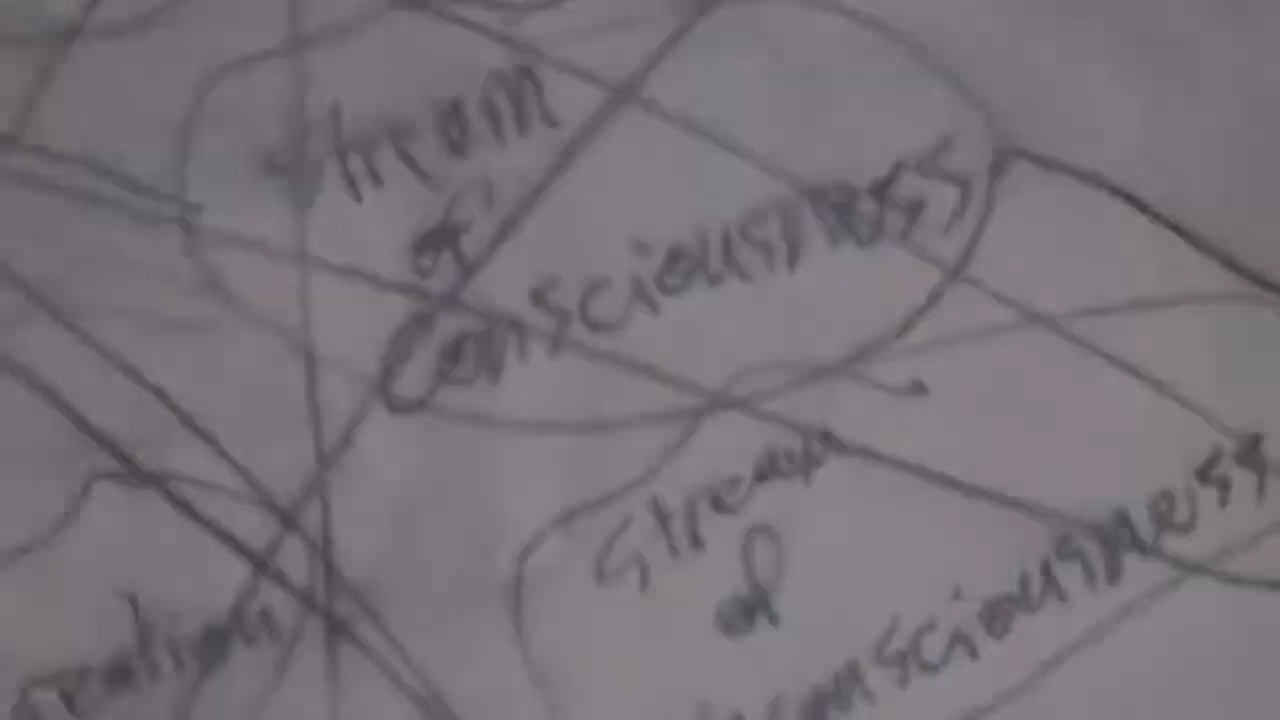 Stream
of
Consciousness
Stream
of
consciousness